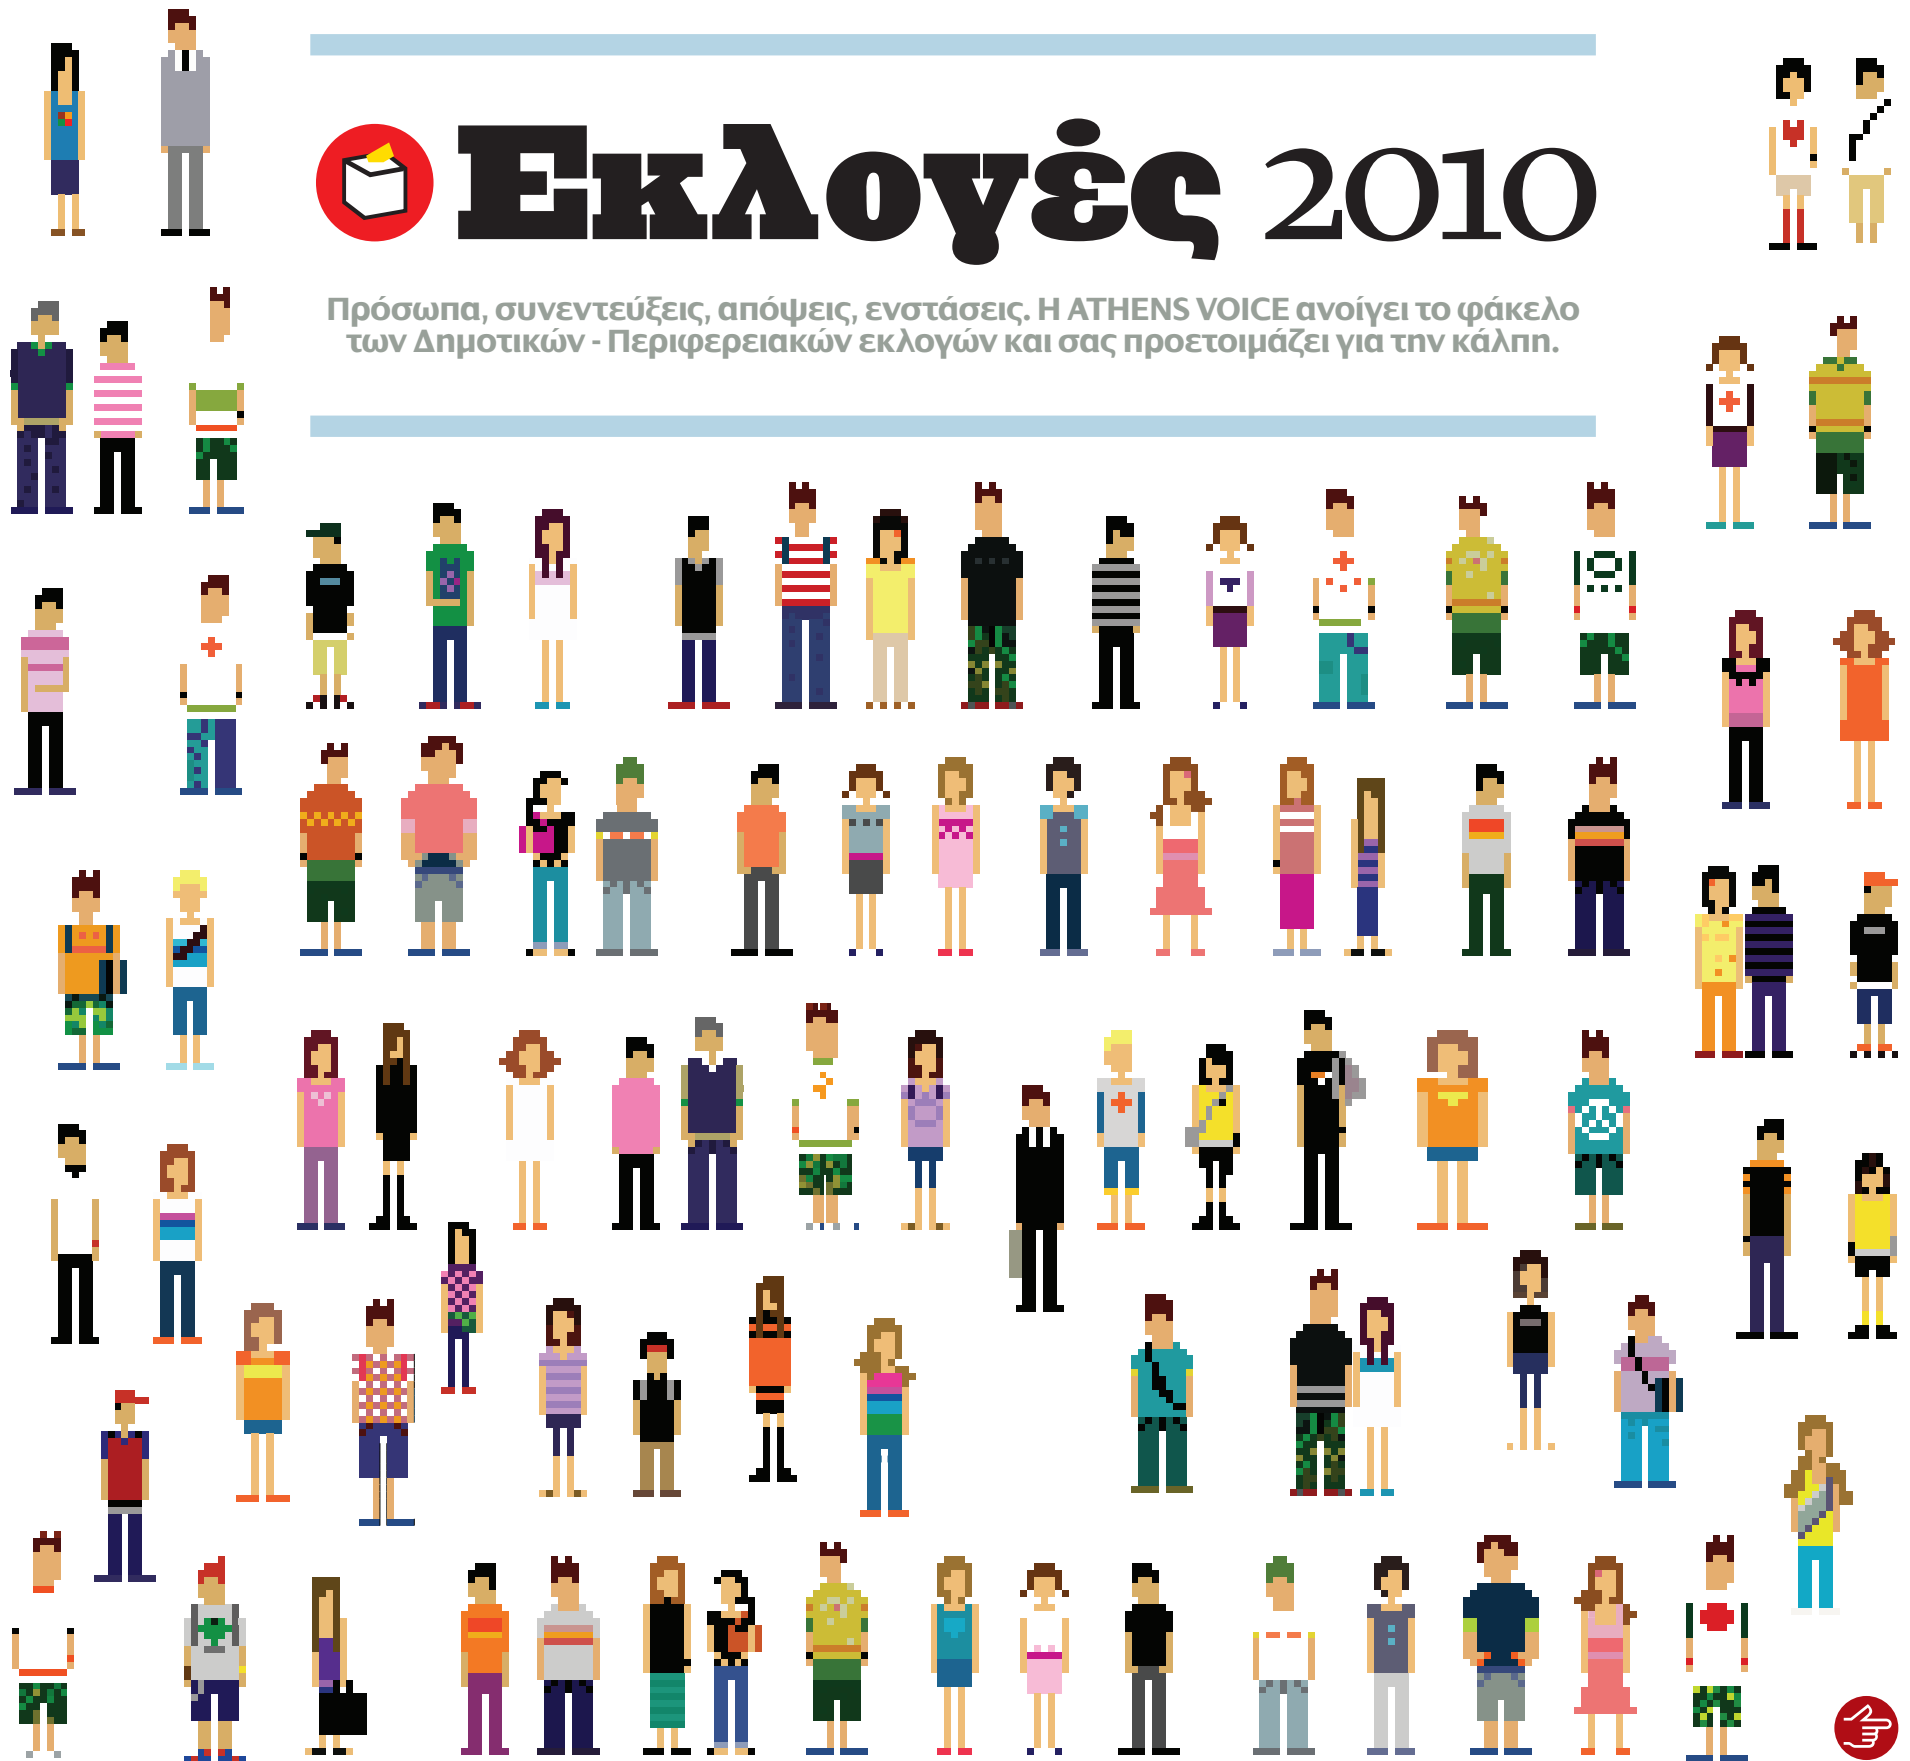 Εκλογές 2010
Πρόσωπα, συνεντεύξεις, απόψεις, ενστάσεις. Η ATHENS VOICE ανοίγει το φάκελο
των Δημοτικών - Περιφερειακών εκλογών και σας προετοιμάζει για την κάλπη.